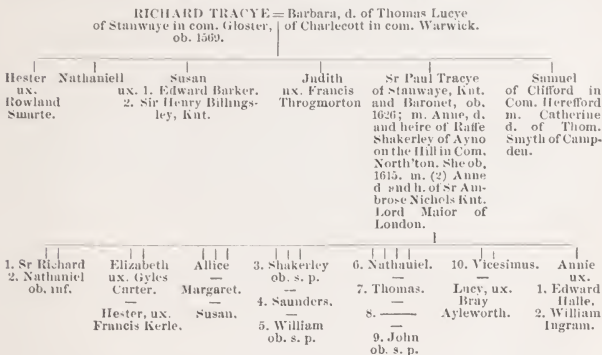 RICHARD TRACYE = Barbara, d. of Thomas Lucye
of Stanwaye in com. Gloster, of Charlecott in com. Warwick.
ob. 1569.
Hester
ux.
Rowland
Smarte.
Nathaniell
Susan
ux. 1. Edward Barker.
2. Sir Henry Billings-
ley, Knt.
Judith
ux. Francis
Throgmorton
Sr Paul Tracye
of Stanwaye, Knt.
and Baronet, ob.
1626; m. Anne, d.
and heire of Raffe
Shakerley of Ayno
on the Hill in Com.
North'ton. She ob.
1615. m. (2) Anne
d and h. of Sr Am-
brose Nichols Knt.
Lord Maior of
London.
Samuel
of Clifford in
Com. Hereford
m. Catherine
d. of Thom.
Smyth of Camp-
den.
1. Sr Richard
2. Nathaniel
ob. inf.
Elizabeth
ux. Gyles
Carter.
—
Hester, ux.
Francis Kerle.
Allice
—
Margaret.
—
Susan.
3. Shakerley
ob. s. p.
—
4. Saunders.
—
5. William
ob. s. p.
6. Nathauiel.
—
7. Thomas.
—
8. ———
—
9. John
ob. s. p.
10. Vicesimus.
—
Lucy, ux.
Bray
Ayleworth.
Annie
ux.
1. Edward
Halle.
2. William
Ingram.